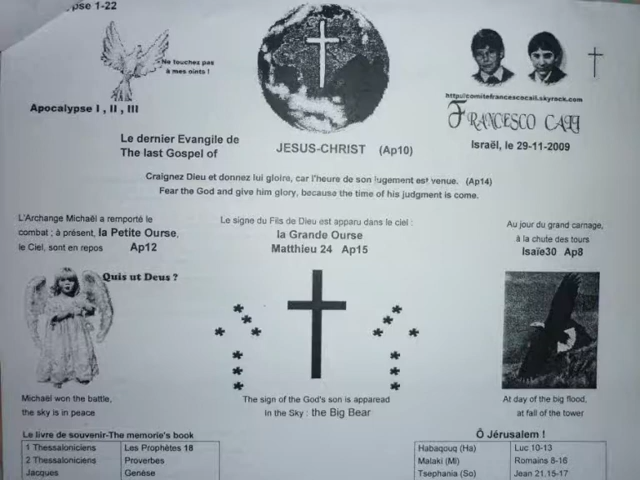 pse 1-22
Ne touches pas
à mes oints !
Apocalypse I , II , III
http://comitefrancescocali.skyrock.com
FRANCESCO CALI
Israël, le 29-11-2009
Le dernier Evangile de
The last Gospel of
JESUS-CHRIST (Ap10)
Craignez Dieu et donnez lui gloire, car l'heure de son jugement est venue. (Ap14)
Fear the God and give him glory, because the time of his judgment is come.
L'Archange Michaël a remporté le
combat ; à présent, la Petite Ourse,
le Ciel, sont en repos Ap12
Quis ut Deus ?
Michaël won the battle,
the sky is in peace
Le signe du Fils de Dieu est apparu dans le ciel :
la Grande Ourse
Matthieu 24 Ap15
The sign of the God's son is apparead
in the Sky : the Big Bear
Au jour du grand carnage,
à la chute des tours
Isaïe30 Ap8
At day of the big flood,
at fall of the tower
Le livre de souvenir-The memorie's book
1 Thessaloniciens Les Prophètes 18
2 Thessaloniciens Proverbes
Jacques Genèse
Ô Jérusalem !
Habaquuq (Ha) Luc 10-13
Malaki (Ml) Romains 8-16
Tsephania (So) Jean 21.15-17